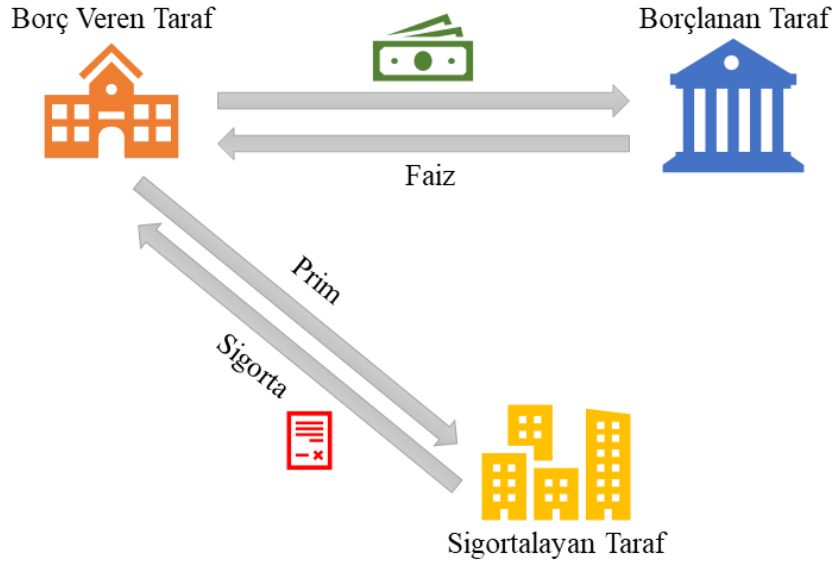 Borç Veren Taraf
Borçlanan Taraf
Faiz
Prim
Sigorta
Sigortalayan Taraf